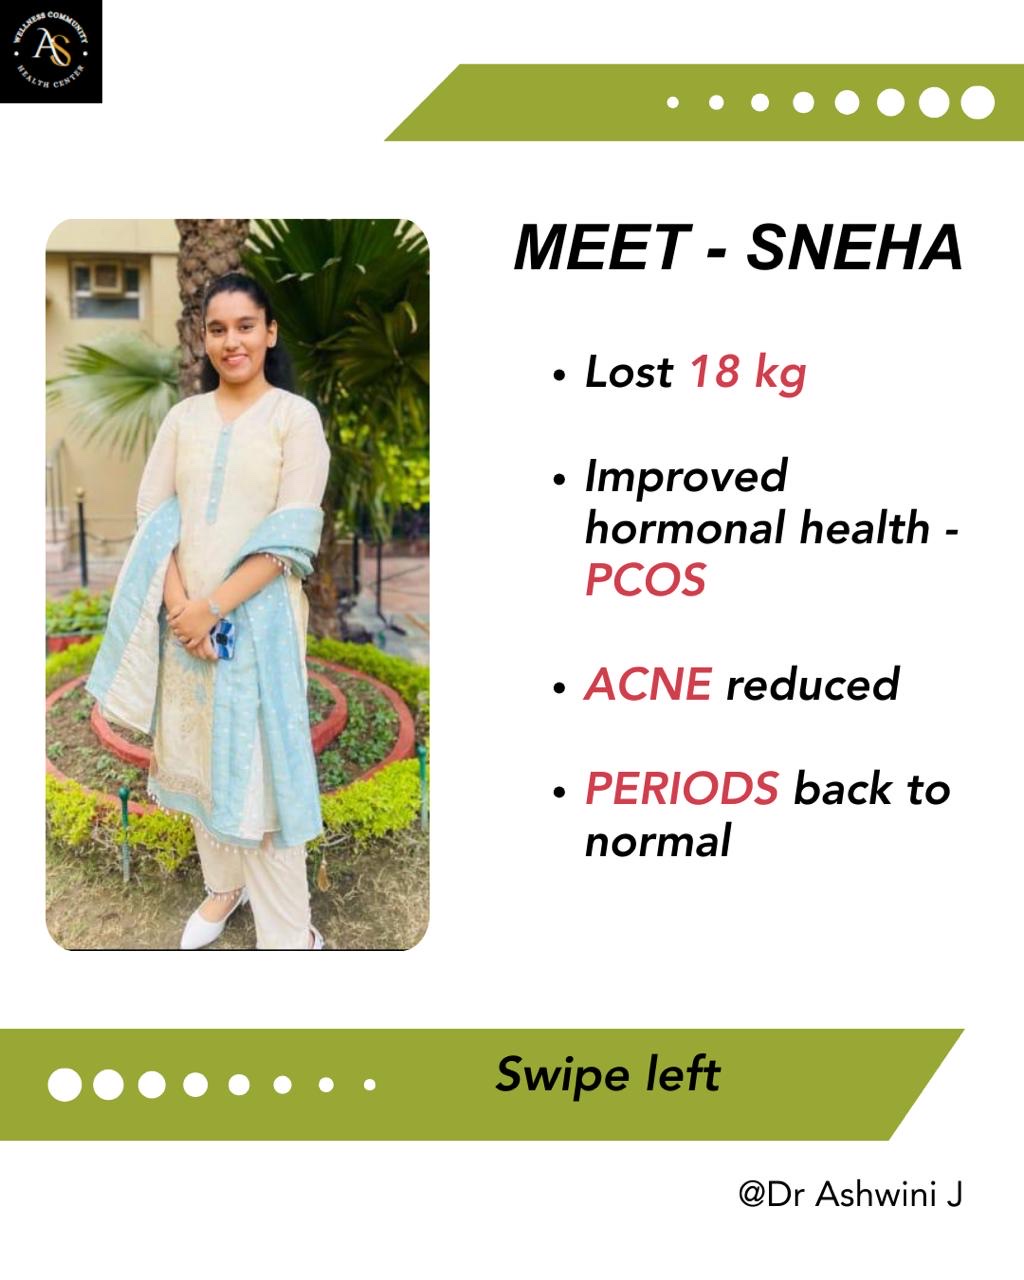 WELLNESS COMMUNITY
AS
HEALTH CENTER
MEET - SNEHA
• Lost 18 kg
• Improved
hormonal health -
PCOS
• ACNE reduced
• PERIODS back to
normal
Swipe left
@Dr Ashwini J